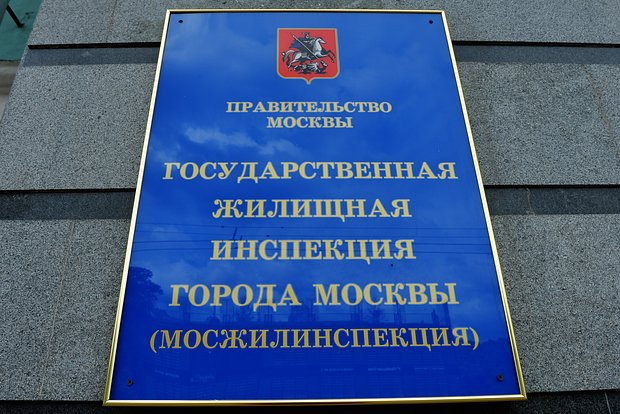 ПРАВИТЕЛЬСТВО
МОСКВЫ
ГОСУДАРСТВЕННАЯ
ЖИЛИЩНАЯ
ИНСПЕКЦИЯ
ГОРОДА МОСКВЫ
(МОСЖИЛИНСПЕКЦИЯ)